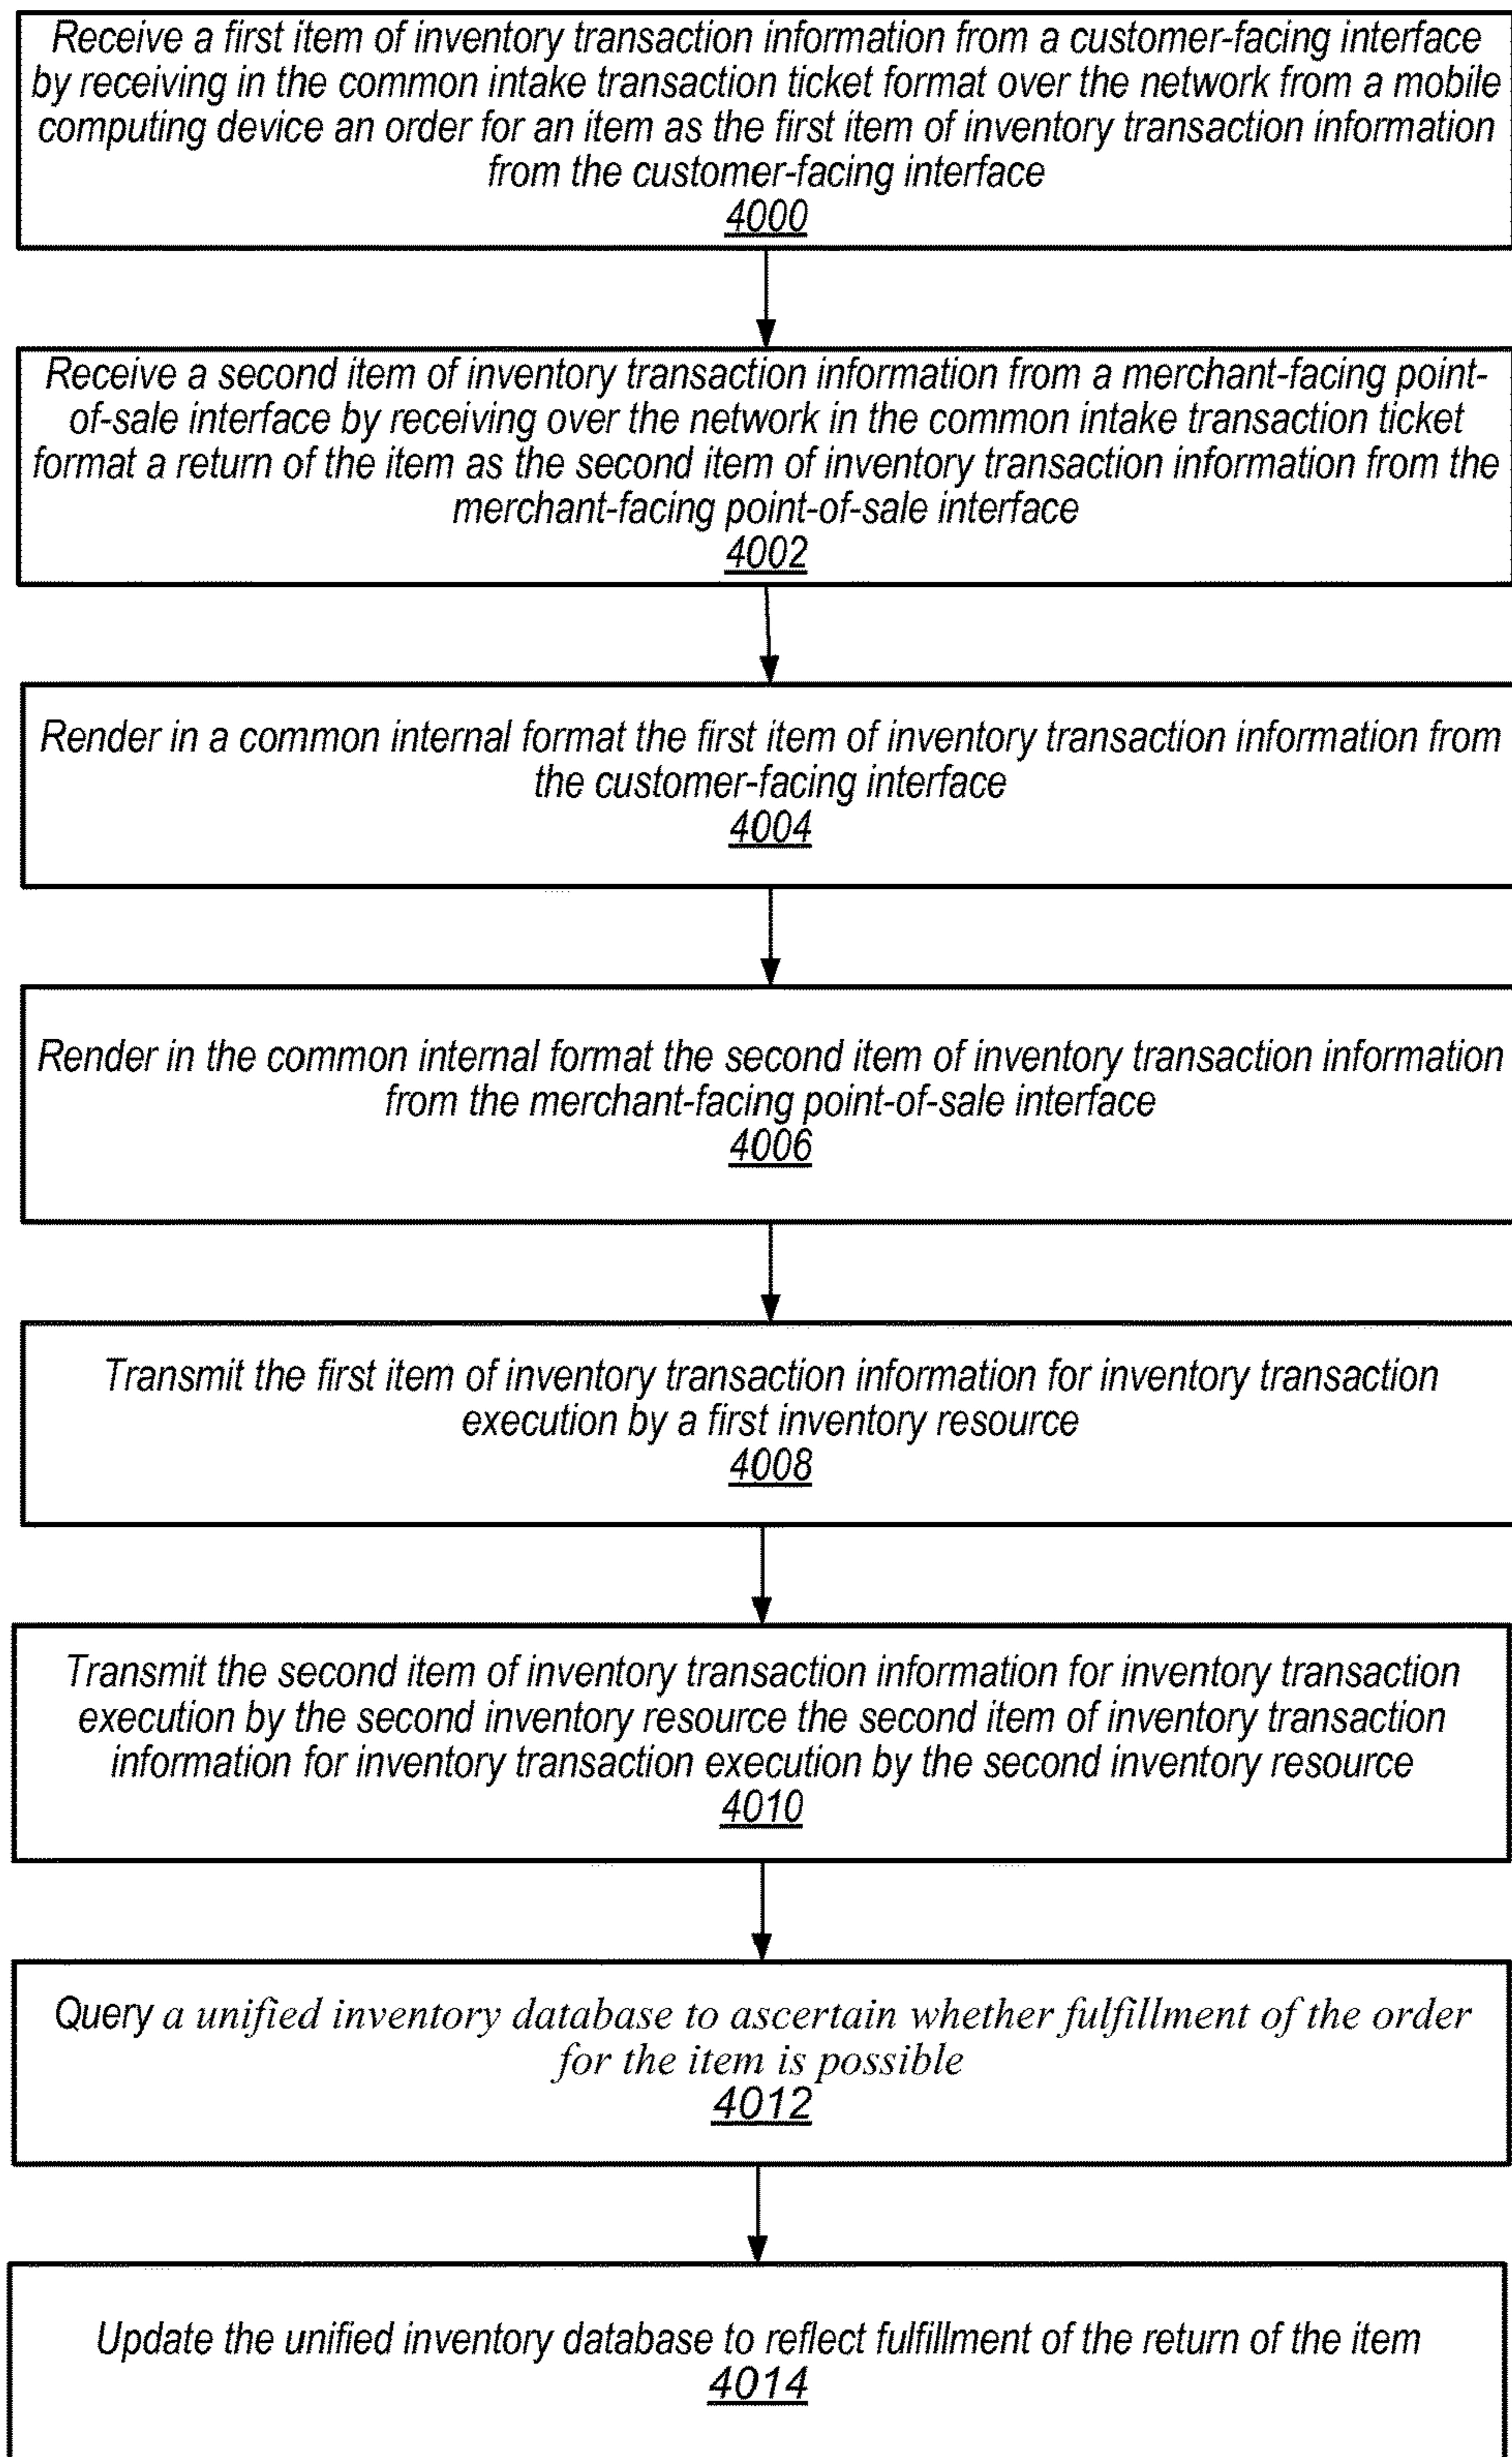 Receive a first item of inventory transaction information from a customer-facing interface
by receiving in the common intake transaction ticket format over the network from a mobile
computing device an order for an item as the first item of inventory transaction information
from the customer-facing interface
4000
Receive a second item of inventory transaction information from a merchant-facing point-
of-sale interface by receiving over the network in the common intake transaction ticket
format a return of the item as the second item of inventory transaction information from the
merchant-facing point-of-sale interface
4002
Render in a common internal format the first item of inventory transaction information from
the customer-facing interface
4004
Render in the common internal format the second item of inventory transaction information
from the merchant-facing point-of-sale interface
4006
Transmit the first item of inventory transaction information for inventory transaction
execution by a first inventory resource
4008
Transmit the second item of inventory transaction information for inventory transaction
execution by the second inventory resource the second item of inventory transaction
information for inventory transaction execution by the second inventory resource
4010
Query a unified inventory database to ascertain whether fulfillment of the order
for the item is possible
4012
Update the unified inventory database to reflect fulfillment of the return of the item
4014